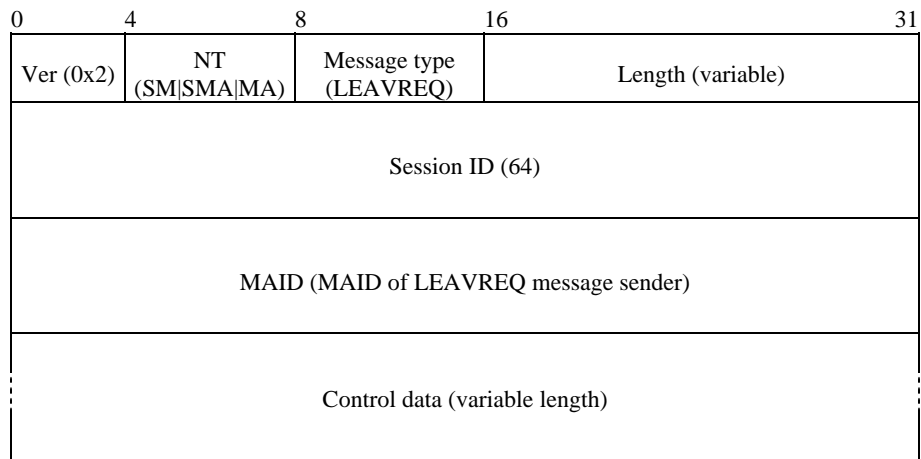 0 4 8 16 31
Ver (0x2)
NT
(SM|SMA|MA)
Message type
(LEAVREQ)
Length (variable)
Session ID (64)
MAID (MAID of LEAVREQ message sender)
Control data (variable length)